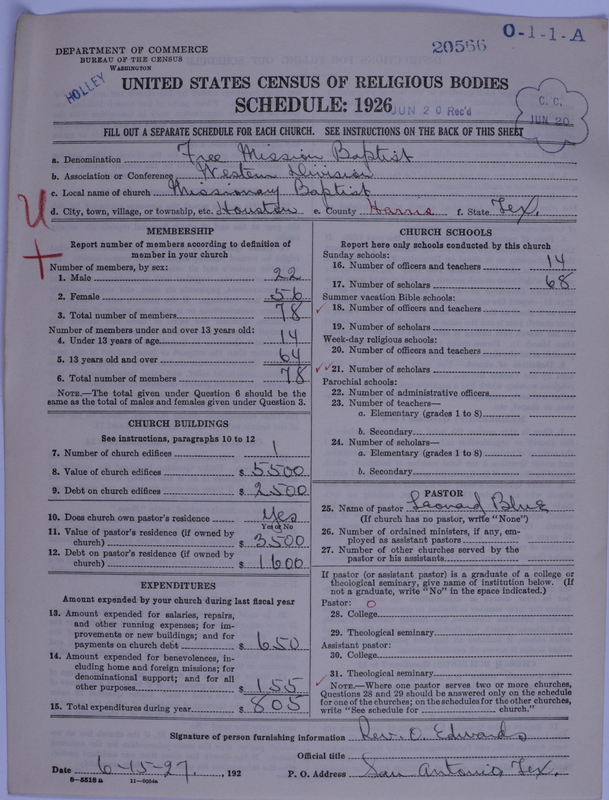 DEPARTMENT OF COMMERCE
BUREAU OF THE CENSUS
WASHINGTON
HOLLEY
20566
O-1-1-A
UNITED STATES CENSUS OF RELIGIOUS BODIES
SCHEDULE: 1926
JUN 20 Rec'd
C. C.
JUN 20
FILL OUT A SEPARATE SCHEDULE FOR EACH CHURCH. SEE INSTRUCTIONS ON THE BACK OF THIS SHEET
a. Denomination Free Mission Baptist
b. Association or Conference Western Division
c. Local name of church Missionary Baptist
d. City, town, village, or township, etc. Houston e. County Harris f. State Tex.
U
MEMBERSHIP
Report number of members according to definition of
member in your church
Number of members, by sex:
1. Male 22
2. Female 56
3. Total number of members 78
Number of members under and over 13 years old:
4. Under 13 years of age 14
5. 13 years old and over 64
6. Total number of members 78
NOTE.—The total given under Question 6 should be
same as the total of males and females given under Question 3.
CHURCH BUILDINGS
See instructions, paragraphs 10 to 12
7. Number of church edifices 1
8. Value of church edifices $ 5500
9. Debt on church edifices $ 2500
10. Does church own pastor's residence Yes
Yes or No
11. Value of pastor's residence (if owned by
church) $ 3500
12. Debt on pastor's residence (if owned by
church) $ 1600
EXPENDITURES
Amount expended by your church during last fiscal year
13. Amount expended for salaries, repairs,
and other running expenses; for im-
provements or new buildings; and for
payments on church debt $ 650
14. Amount expended for benevolences, in-
cluding home and foreign missions; for
denominational support; and for all
other purposes $ 155
15. Total expenditures during year $ 805
CHURCH SCHOOLS
Report here only schools conducted by this church
Sunday schools:
16. Number of officers and teachers 14
17. Number of scholars 68
Summer vacation Bible schools:
18. Number of officers and teachers
19. Number of scholars
Week-day religious schools:
20. Number of officers and teachers
21. Number of scholars
Parochial schools:
22. Number of administrative officers
23. Number of teachers—
a. Elementary (grades 1 to 8)
b. Secondary
24. Number of scholars—
a. Elementary (grades 1 to 8)
b. Secondary
PASTOR
25. Name of pastor Leonard Blue
(If church has no pastor, write "None")
26. Number of ordained ministers, if any, em-
ployed as assistant pastors
27. Number of other churches served by the
pastor or his assistants
If pastor (or assistant pastor) is a graduate of a college or
theological seminary, give name of institution below. (If
not a graduate, write "No" in the space indicated.)
Pastor: O
28. College
29. Theological seminary
Assistant pastor:
30. College
31. Theological seminary
NOTE.—Where one pastor serves two or more churches,
Questions 28 and 29 should be answered only on the schedule
for one of the churches; on the schedules for the other churches,
write "See schedule for church."
Signature of person furnishing information Rev. O. Edwards
Official title
Date 6-15-27, 192 P. O. Address San Antonio Tex.
8—5518 a 11—9054a